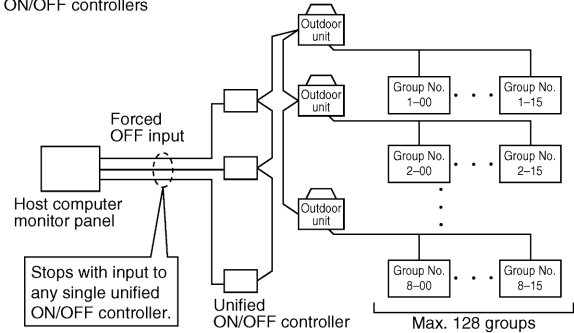 ON/OFF controllers
Outdoor
unit
Group No.
1–00
Group No.
1–15
Outdoor
unit
Forced
OFF input
Group No.
2–00
Group No.
2–15
Host computer
monitor panel
Outdoor
unit
Stops with input to
any single unified
ON/OFF controller.
Group No.
8–00
Group No.
8–15
Unified
ON/OFF controller
Max. 128 groups